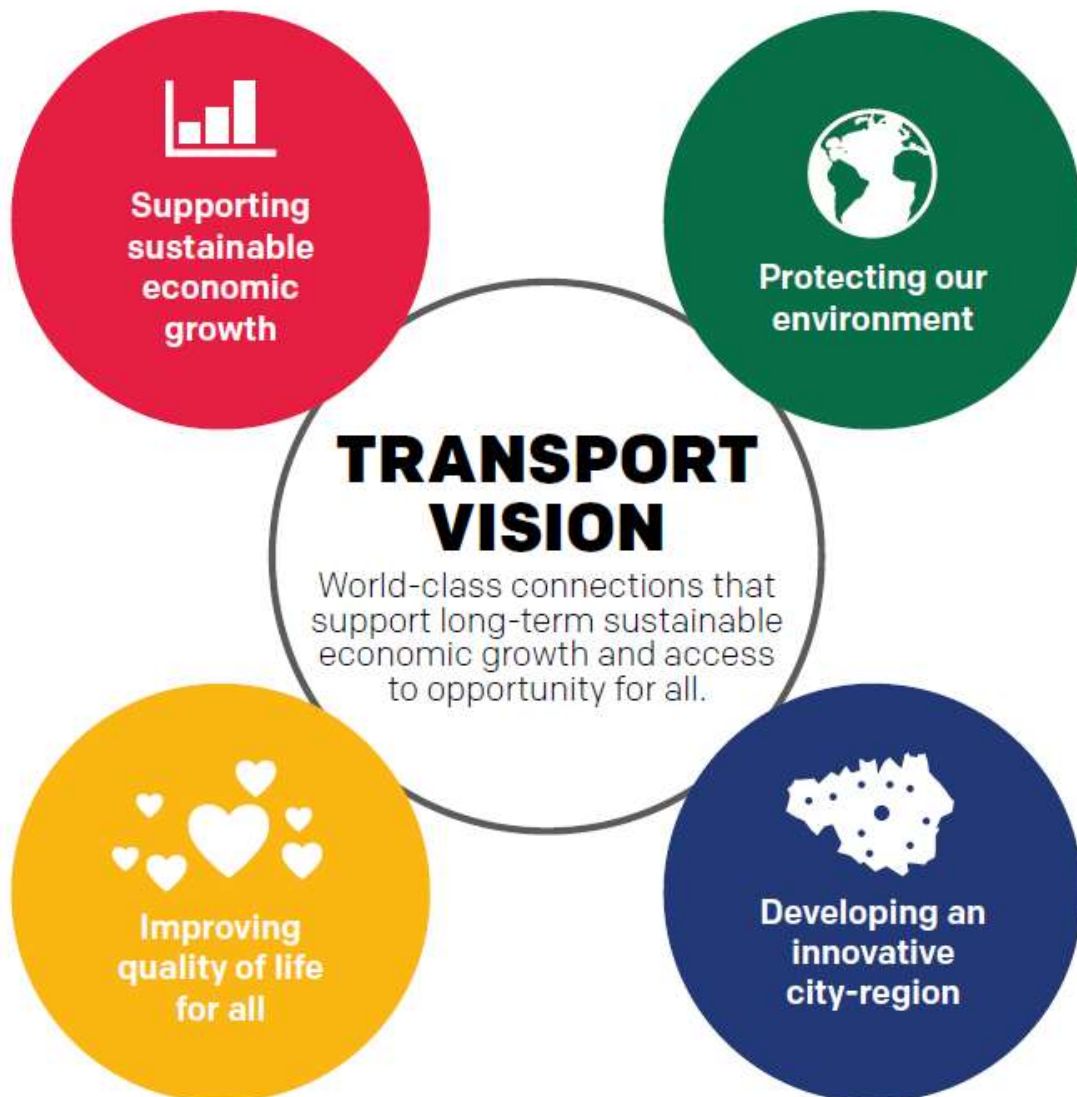 Supporting
sustainable
economic
growth
Protecting our
environment
TRANSPORT
VISION
World-class connections that
support long-term sustainable
economic growth and access
to opportunity for all.
Improving
quality of life
for all
Developing an
innovative
city-region